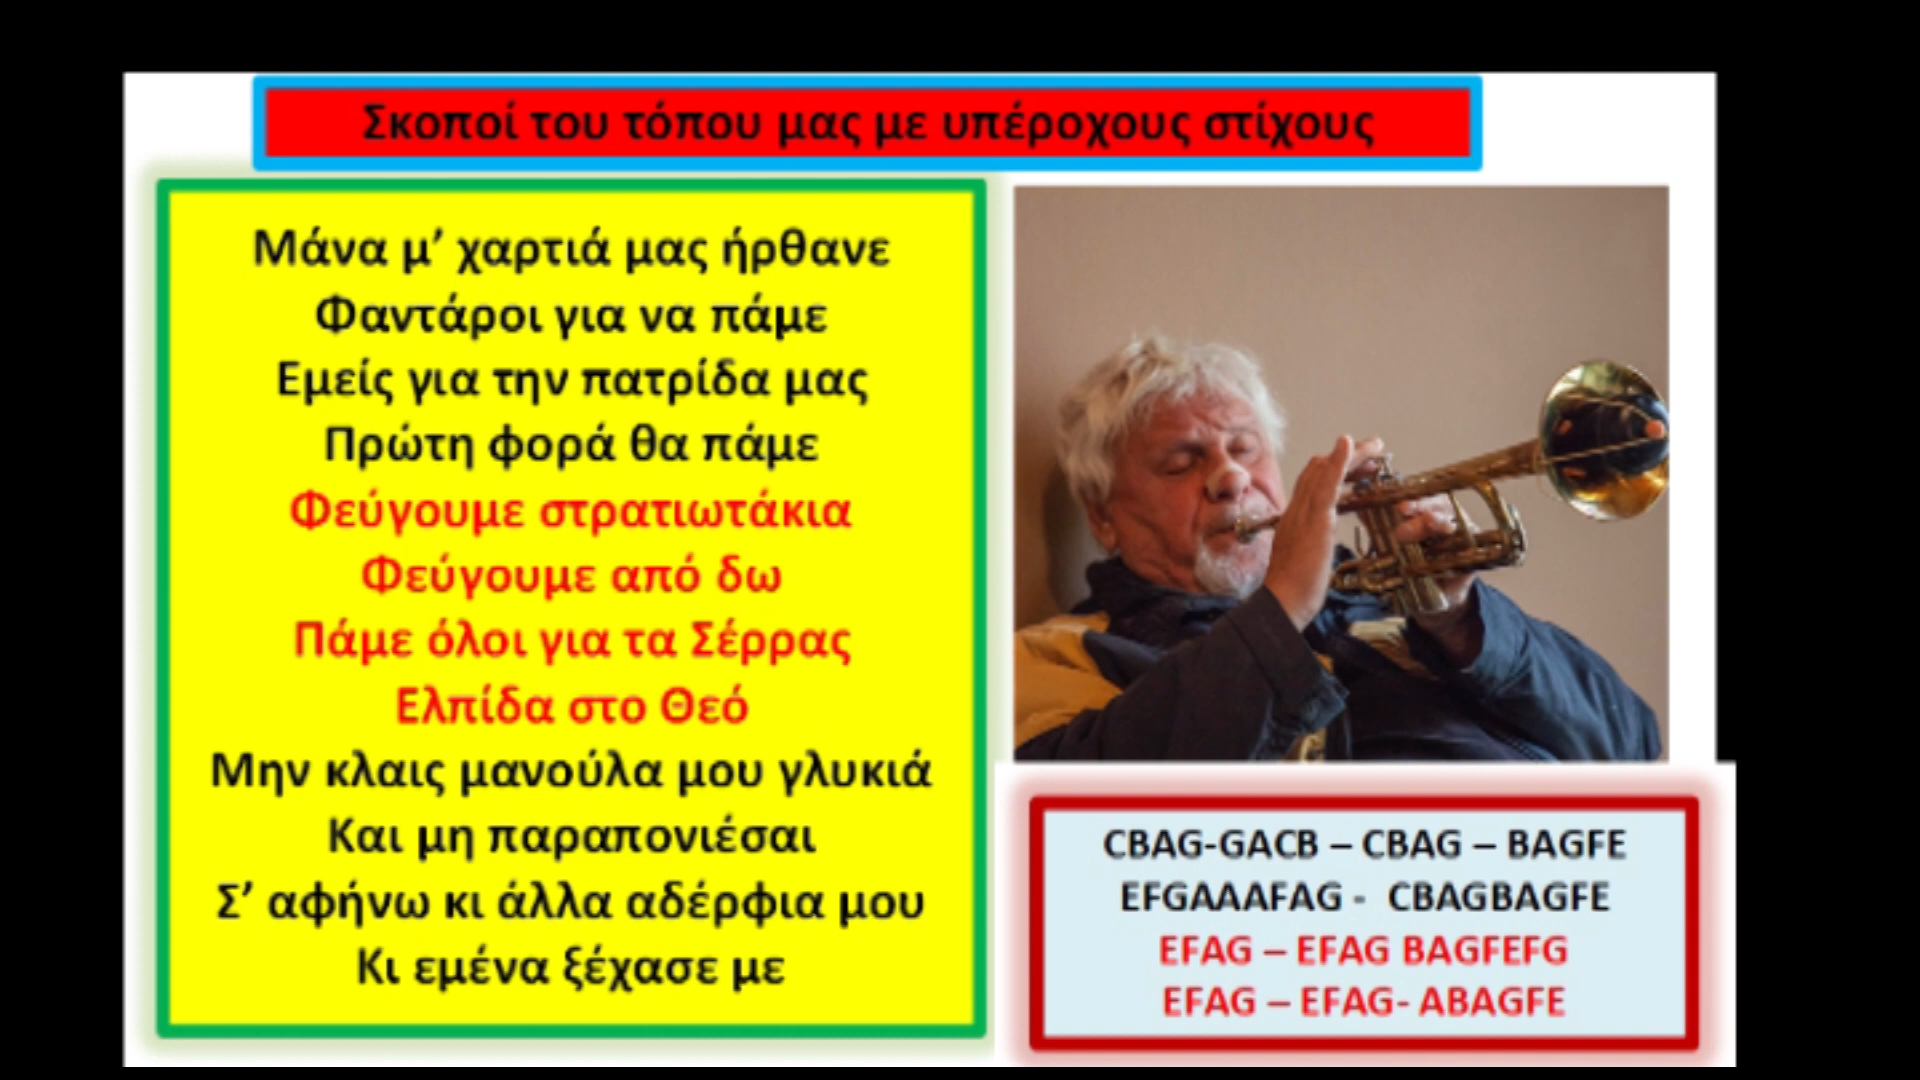 Σκοποί του τόπου μας με υπέροχους στίχους
Μάνα μ’ χαρτιά μας ήρθανε
Φαντάροι για να πάμε
Εμείς για την πατρίδα μας
Πρώτη φορά θα πάμε
Φεύγουμε στρατιωτάκια
Φεύγουμε από δω
Πάμε όλοι για τα Σέρρας
Ελπίδα στο Θεό
Μην κλαις μανούλα μου γλυκιά
Και μη παραπονιέσαι
Σ’ αφήνω κι άλλα αδέρφια μου
Κι εμένα ξέχασε με
CBAG-GACB – CBAG – BAGFE
EFGAAAFAG - CBAGBAGFE
EFAG – EFAG BAGFEFG
EFAG – EFAG- ABAGFE